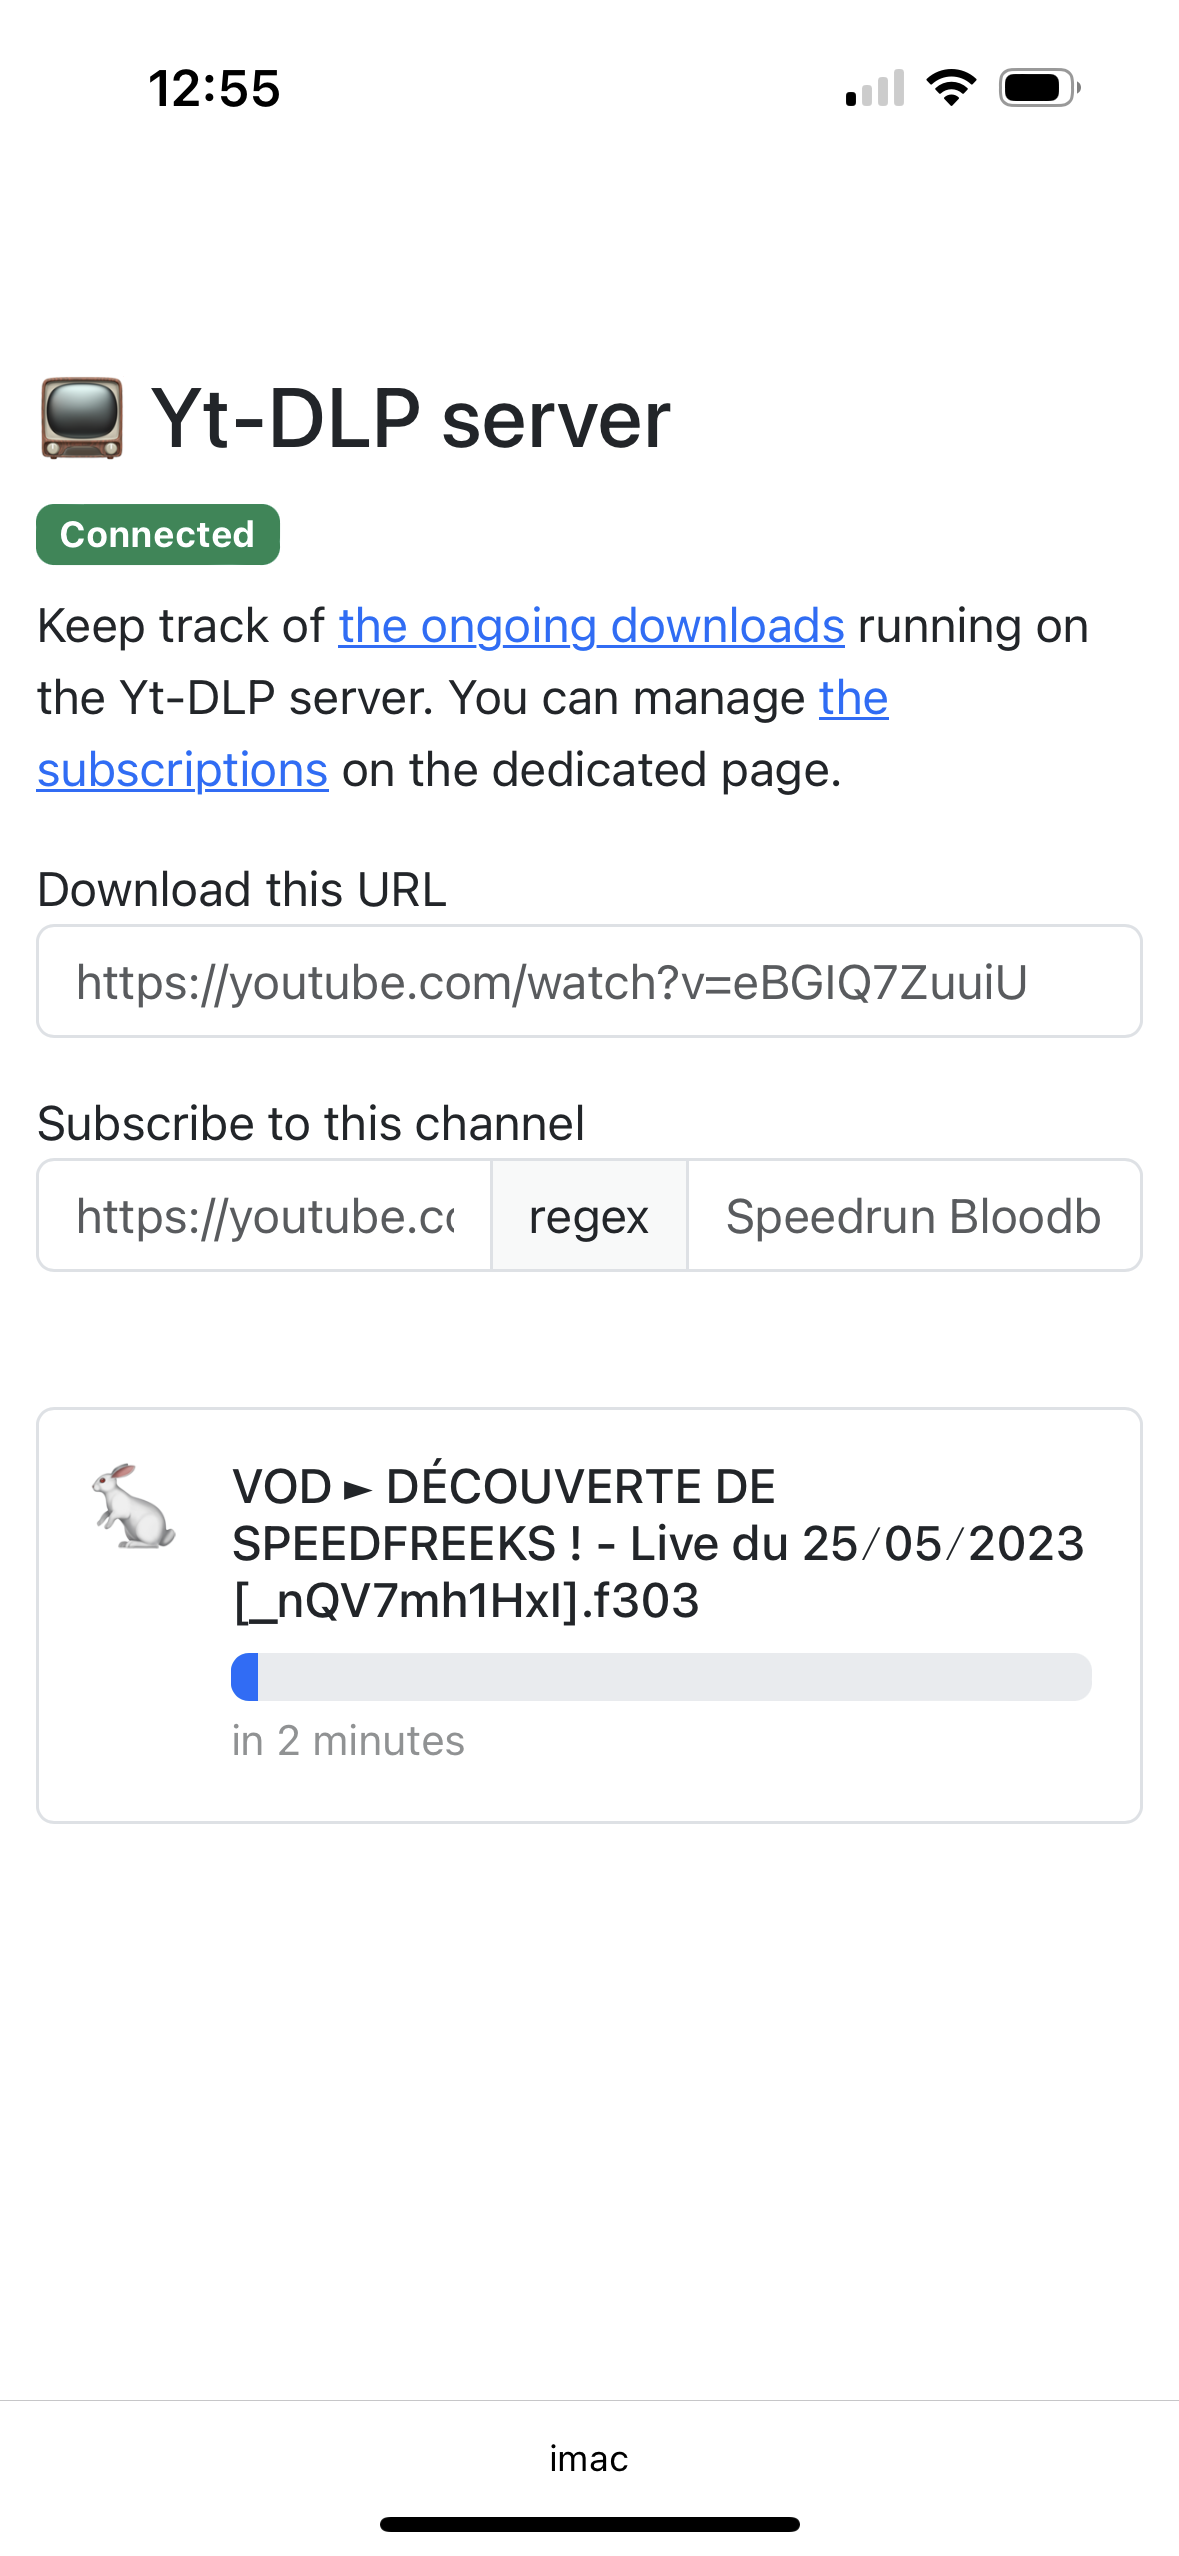 12:55
Yt-DLP server
Connected
Keep track of the ongoing downloads running on
the Yt-DLP server. You can manage the
subscriptions on the dedicated page.
Download this URL
https://youtube.com/watch?v=eBGIQ7ZuuiU
Subscribe to this channel
https://youtube.co regex Speedrun Bloodb
VOD ► DÉCOUVERTE DE
SPEEDFREEKS ! - Live du 25⧸05⧸2023
[_nQV7mh1HxI].f303
in 2 minutes
imac